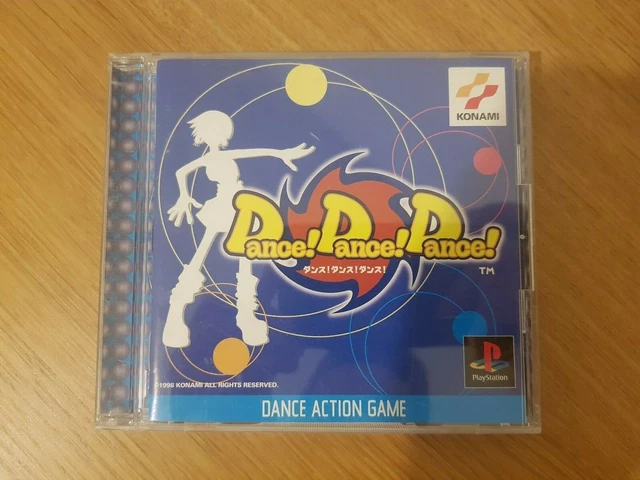 KONAMI
Dance! Dance! Dance!
ダンス!ダンス!ダンス!
TM
PlayStation
©1998 KONAMI ALL RIGHTS RESERVED.
DANCE ACTION GAME